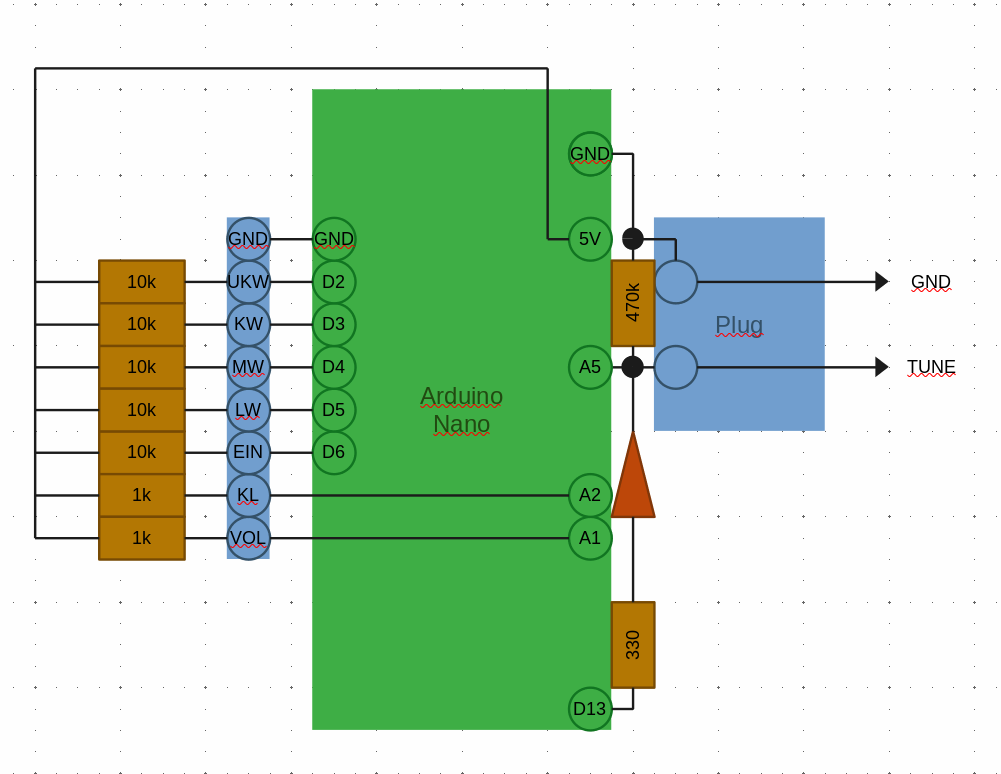 GND
GND
GND
5V
10k
UKW
D2
GND
10k
KW
D3
470k
Plug
10k
MW
D4
A5
TUNE
Arduino
Nano
10k
LW
D5
10k
EIN
D6
1k
KL
A2
1k
VOL
A1
330
D13